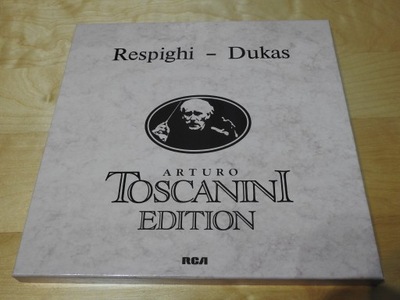 Respighi - Dukas
ARTURO
TOSCANINI
EDITION
RCA